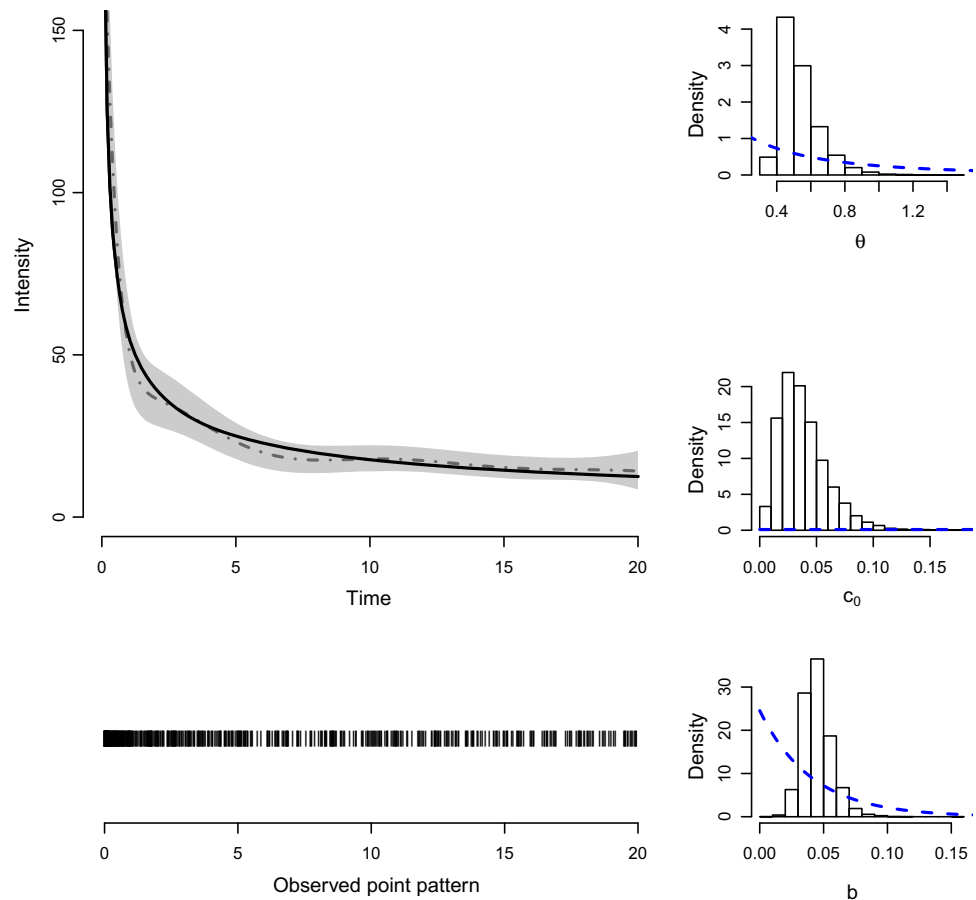 Intensity
0 50 100 150
0 5 10 15 20
Time
0 5 10 15 20
Observed point pattern
Density
0 1 2 3 4
0.4 0.8 1.2
θ
Density
0 5 10 15 20
0.00 0.05 0.10 0.15
c₀
Density
0 10 20 30
0.00 0.05 0.10 0.15
b